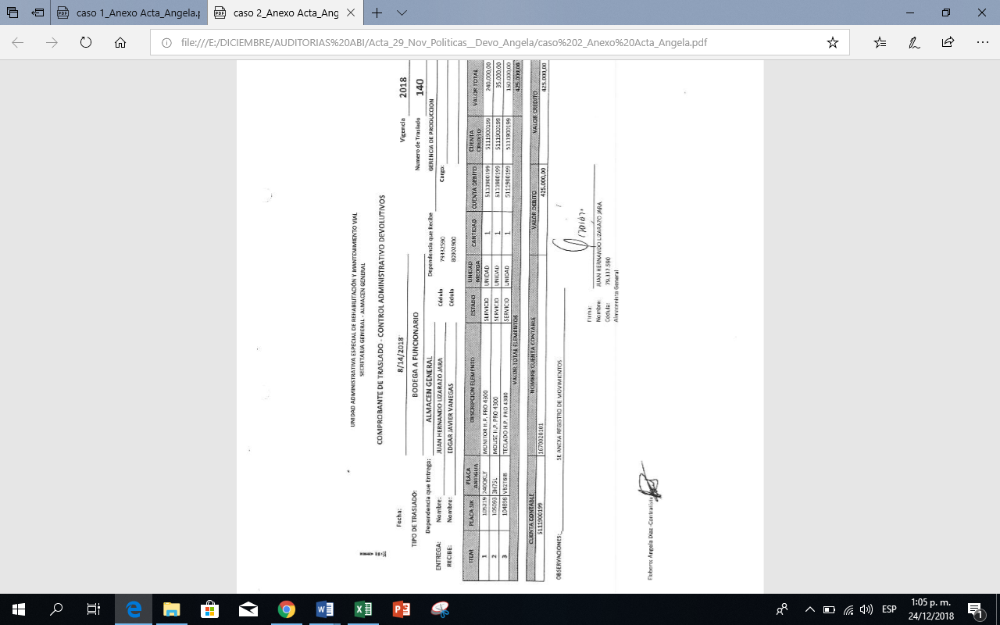 caso 1_Anexo Acta_Angela.p
caso 2_Anexo Acta_Ang
file:///E:/DICIEMBRE/AUDITORIAS%20ABI/Acta_29_Nov_Politicas__Devo_Angela/caso%202_Anexo%20Acta_Angela.pdf
UNIDAD ADMINISTRATIVA ESPECIAL DE REHABILITACIÓN Y MANTENIMIENTO VIAL
SECRETARIA GENERAL - ALMACEN GENERAL
COMPROBANTE DE TRASLADO - CONTROL ADMINISTRATIVO DEVOLUTIVOS
Fecha: 8/14/2018 Vigencia 2018
TIPO DE TRASLADO: BODEGA A FUNCIONARIO Numero de Traslado 140
Dependencia que Entrega: ALMACEN GENERAL Dependencia que Recibe GERENCIA DE PRODUCCION
ENTREGA: Nombre: JUAN HERNANDO LIZARAZO JARA Cédula 79332590 Cargo:
RECIBE: Nombre: EDGAR JAVIER VANEGAS Cédula 80902900
ITEM PLACA SIK PLACA ANTIGUA DESCRIPCION ELEMENTO ESTADO UNIDAD MEDIDA CANTIDAD CUENTA DEBITO CUENTA CREDITO VALOR TOTAL
1 105219 MONITOR H.P. PRO 4300 SERVICIO UNIDAD 1 5111900199 5111900199 240.000,00
2 105093 MOUSE H.P. PRO 4300 SERVICIO UNIDAD 1 5111900199 5111900199 35.000,00
3 104898 TECLADO H.P. PRO 4300 SERVICIO UNIDAD 1 5111900199 5111900199 150.000,00
VALOR TOTAL ELEMENTOS 425.000,00
CUENTA CONTABLE NOMBRE CUENTA CONTABLE VALOR DEBITO VALOR CREDITO
5111900199 1670020101 425.000,00 425.000,00
OBSERVACIONES: SE ANEXA REGISTRO DE MOVIMIENTOS
Firma:
Nombre: JUAN HERNANDO LIZARAZO JARA
Cédula: 79.332.590
Almacenista General
Elaboro: Angela Diaz -Contratista
ESP
1:05 p. m.
24/12/2018
1